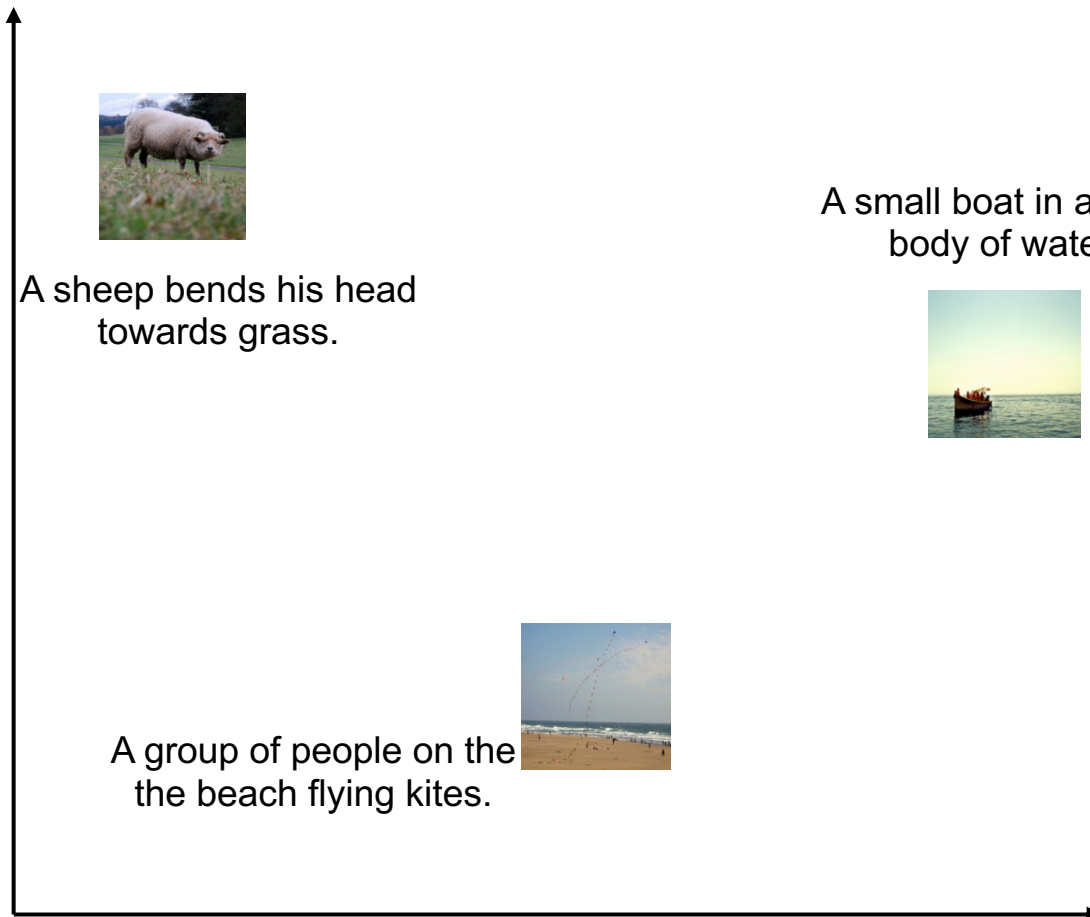 A sheep bends his head
towards grass.
A small boat in a
body of wate
A group of people on the
the beach flying kites.